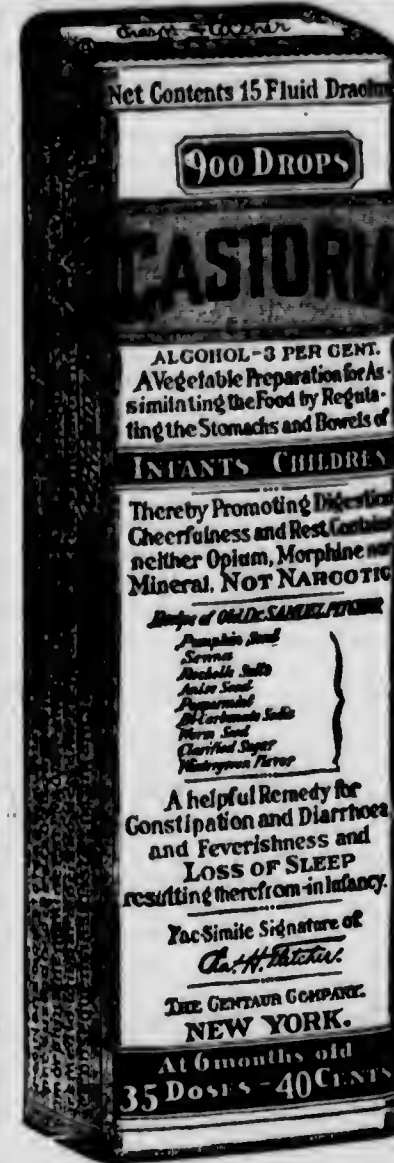 Net Contents 15 Fluid Drachms
900 DROPS
CASTORIA
ALCOHOL-3 PER CENT.
A Vegetable Preparation for As-
similating the Food by Regula-
ting the Stomachs and Bowels of
INFANTS CHILDREN
Thereby Promoting Digestion
Cheerfulness and Rest Contains
neither Opium, Morphine nor
Mineral. NOT NARCOTIC
Recipe of Old Dr. SAMUEL PITCHER
Pumpkin Seed
Senna
Rochelle Salts
Anise Seed
Peppermint
Bi-Carbonate Soda
Worm Seed
Clarified Sugar
Wintergreen Flavor
A helpful Remedy for
Constipation and Diarrhoea
and Feverishness and
LOSS OF SLEEP
resulting therefrom-in Infancy.
Fac-Simile Signature of
Chas. H. Fletcher.
THE CENTAUR COMPANY.
NEW YORK.
At 6 months old
35 DOSES - 40 CENTS